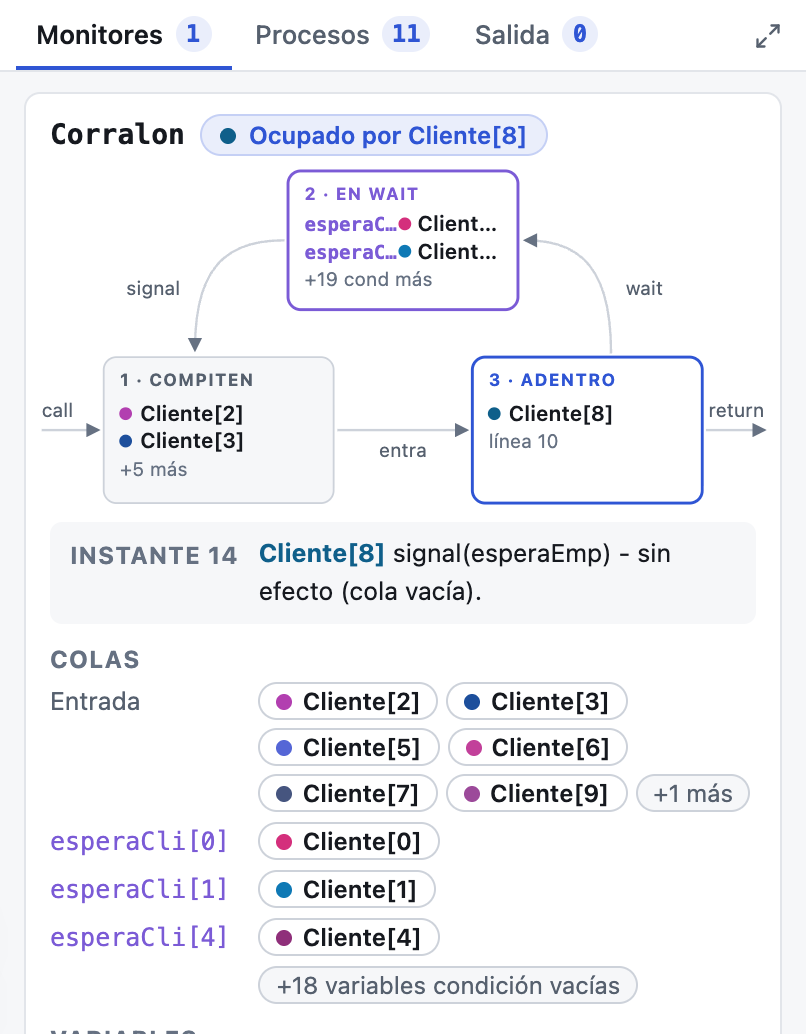 Monitores 1 Procesos 11 Salida 0
Corralon Ocupado por Cliente[8]
2 · EN WAIT
esperaC… Client...
esperaC… Client...
+19 cond más
signal
wait
1 · COMPITEN
Cliente[2]
Cliente[3]
+5 más
call
entra
3 · ADENTRO
Cliente[8]
línea 10
return
INSTANTE 14 Cliente[8] signal(esperaEmp) - sin
efecto (cola vacía).
COLAS
Entrada Cliente[2] Cliente[3]
Cliente[5] Cliente[6]
Cliente[7] Cliente[9] +1 más
esperaCli[0] Cliente[0]
esperaCli[1] Cliente[1]
esperaCli[4] Cliente[4]
+18 variables condición vacías